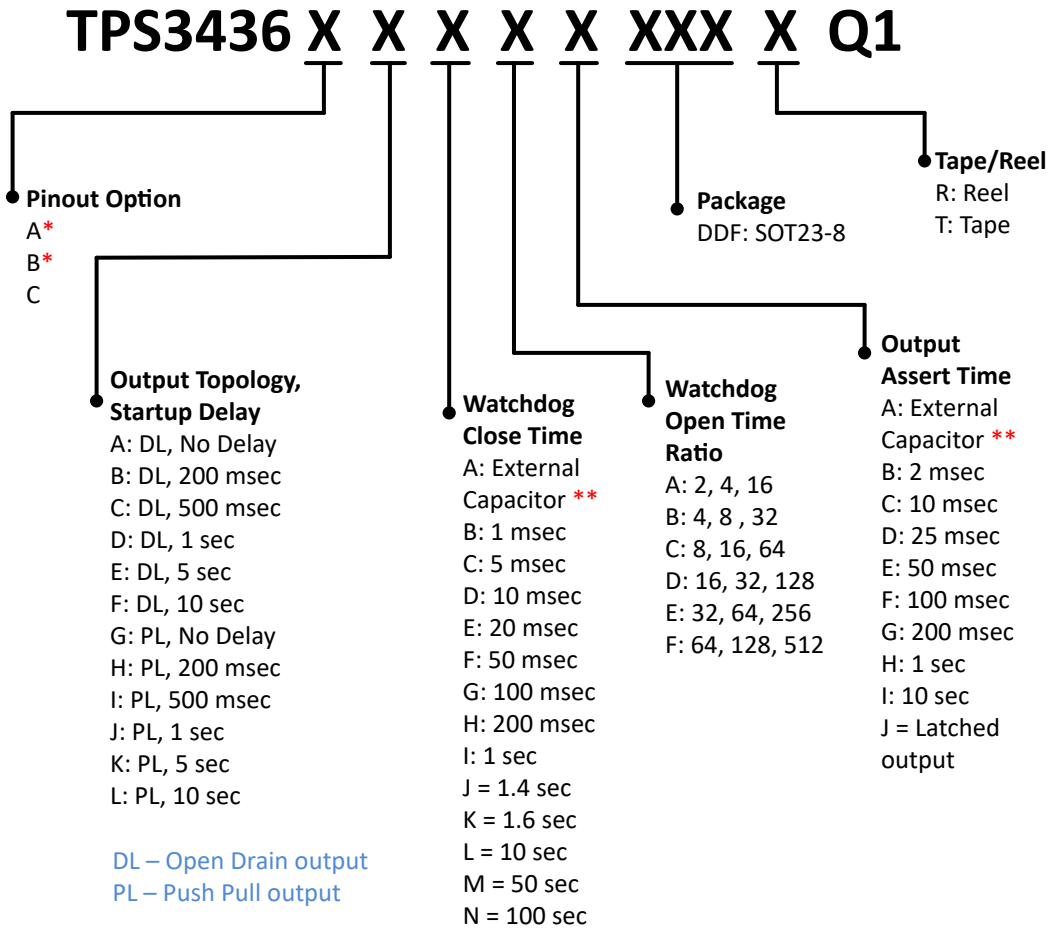 TPS3436 X X X X X XXX X Q1
Pinout Option
A*
B*
C
Output Topology,
Startup Delay
A: DL, No Delay
B: DL, 200 msec
C: DL, 500 msec
D: DL, 1 sec
E: DL, 5 sec
F: DL, 10 sec
G: PL, No Delay
H: PL, 200 msec
I: PL, 500 msec
J: PL, 1 sec
K: PL, 5 sec
L: PL, 10 sec
DL – Open Drain output
PL – Push Pull output
Watchdog
Close Time
A: External
Capacitor **
B: 1 msec
C: 5 msec
D: 10 msec
E: 20 msec
F: 50 msec
G: 100 msec
H: 200 msec
I: 1 sec
J = 1.4 sec
K = 1.6 sec
L = 10 sec
M = 50 sec
N = 100 sec
Watchdog
Open Time
Ratio
A: 2, 4, 16
B: 4, 8 , 32
C: 8, 16, 64
D: 16, 32, 128
E: 32, 64, 256
F: 64, 128, 512
Output
Assert Time
A: External
Capacitor **
B: 2 msec
C: 10 msec
D: 25 msec
E: 50 msec
F: 100 msec
G: 200 msec
H: 1 sec
I: 10 sec
J = Latched
output
Package
DDF: SOT23-8
Tape/Reel
R: Reel
T: Tape